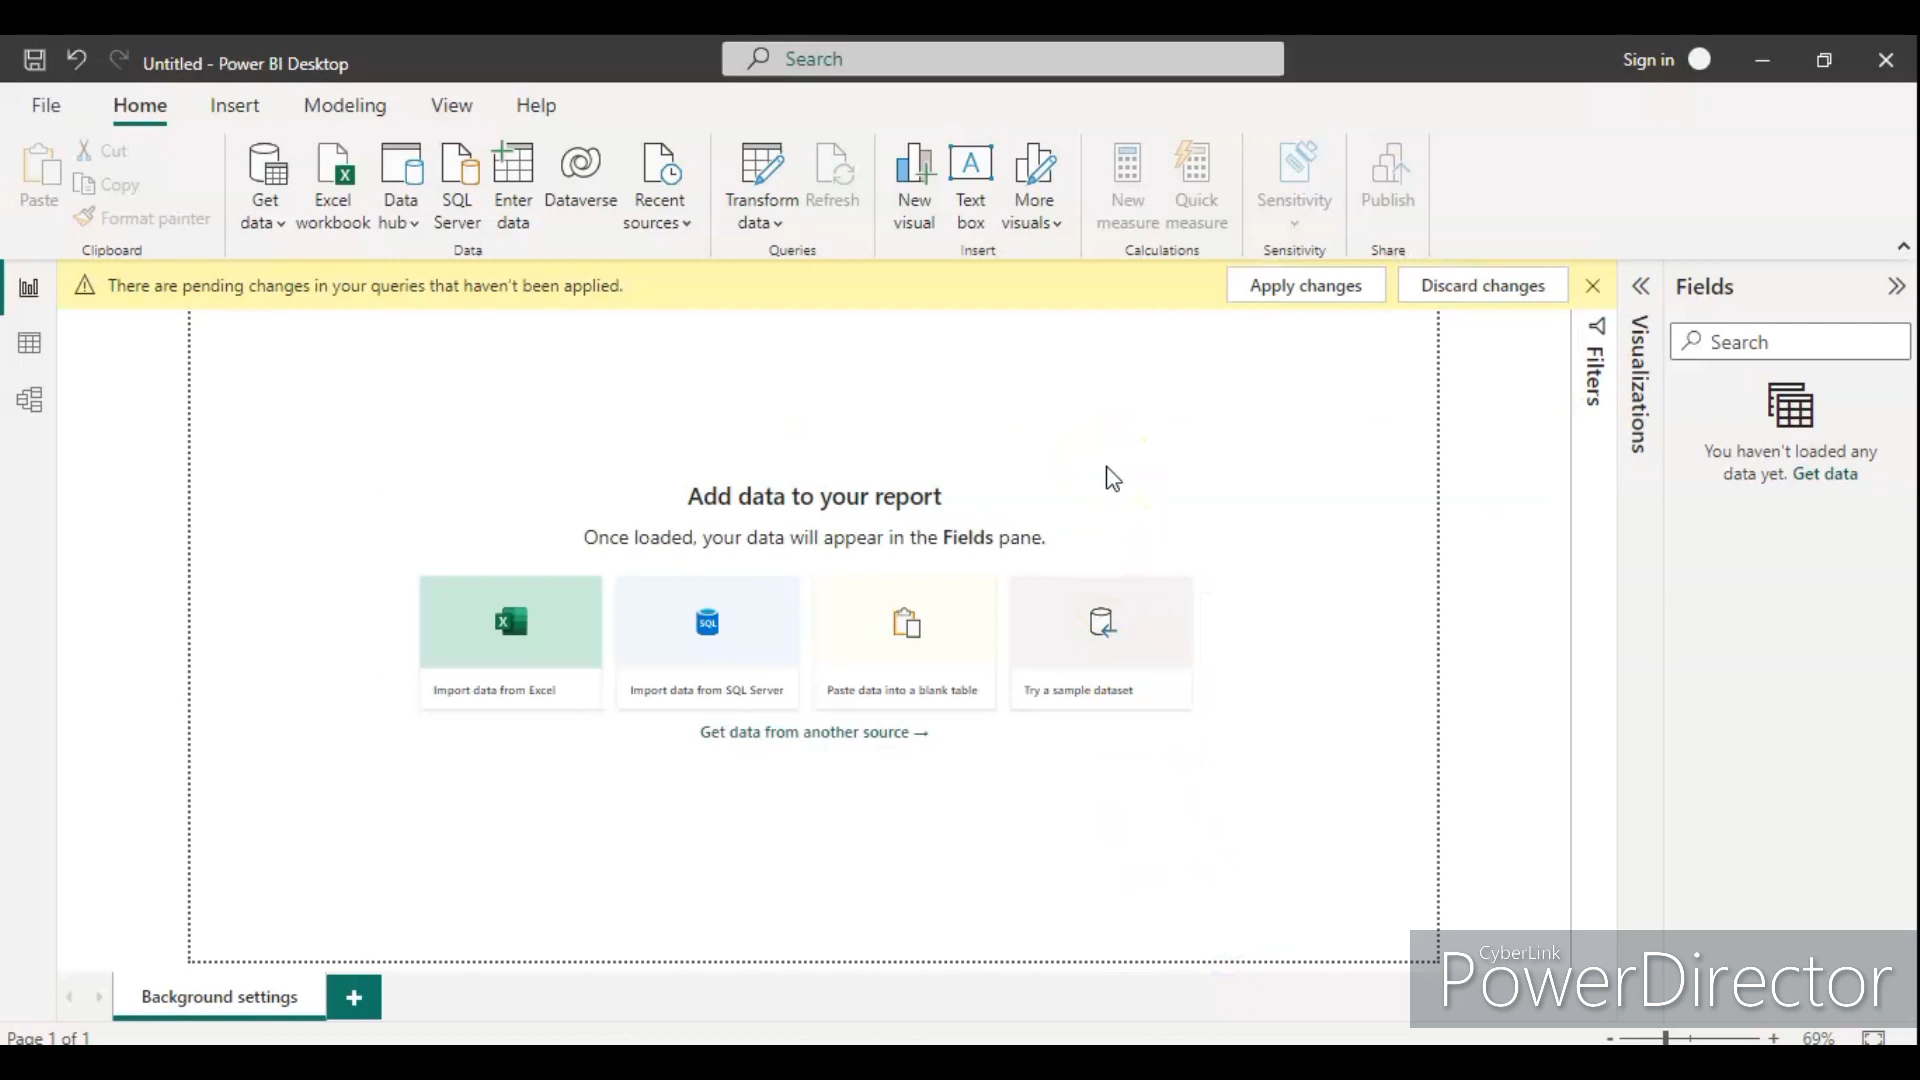 Untitled - Power BI Desktop
Search
Sign in
File
Home
Insert
Modeling
View
Help
Paste
Cut
Copy
Format painter
Clipboard
Get data
Excel workbook
Data hub
SQL Server
Enter data
Dataverse
Recent sources
Data
Transform data
Refresh
Queries
New visual
Text box
More visuals
Insert
New measure
Quick measure
Calculations
Sensitivity
Sensitivity
Publish
Share
There are pending changes in your queries that haven't been applied.
Apply changes
Discard changes
Filters
Visualizations
Fields
Search
You haven't loaded any
data yet. Get data
Add data to your report
Once loaded, your data will appear in the Fields pane.
SQL
Import data from Excel
Import data from SQL Server
Paste data into a blank table
Try a sample dataset
Get data from another source →
Background settings
+
Page 1 of 1
- + 69%
CyberLink
PowerDirector